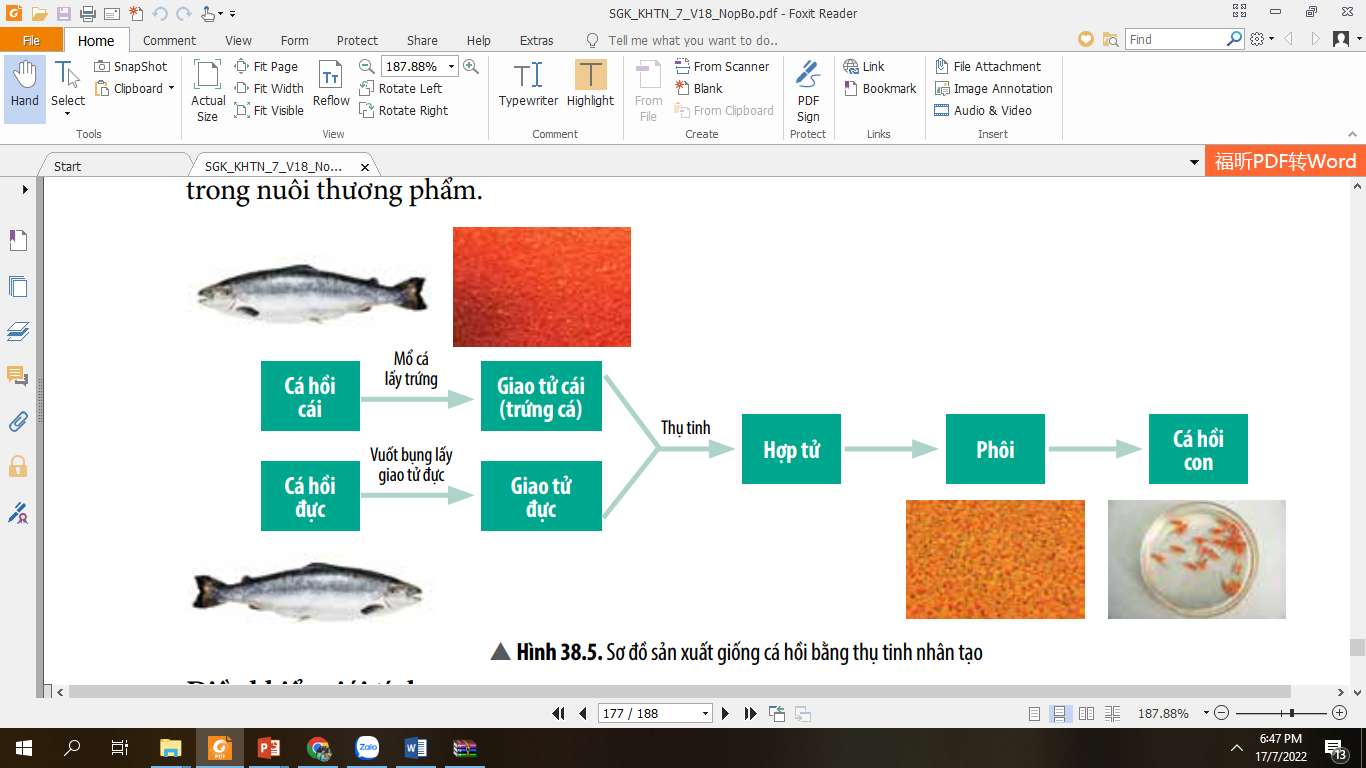 SGK_KHTN_7_V18_NopBo.pdf - Foxit Reader
File Home Comment View Form Protect Share Help Extras Tell me what you want to do.. Find
Hand
Select
SnapShot
Clipboard
Actual Size
Fit Page
Fit Width
Fit Visible
Reflow
187.88%
Rotate Left
Rotate Right
Typewriter
Highlight
From File
From Scanner
Blank
From Clipboard
PDF Sign
Link
Bookmark
File Attachment
Image Annotation
Audio & Video
Tools View Comment Create Protect Links Insert
Start SGK_KHTN_7_V18_No... 福昕PDF转Word
trong nuôi thương phẩm.
Mổ cá
lấy trứng
Cá hồi
cái
Giao tử cái
(trứng cá)
Vuốt bụng lấy
giao tử đực
Cá hồi
đực
Giao tử
đực
Thụ tinh
Hợp tử
Phôi
Cá hồi
con
▲ Hình 38.5. Sơ đồ sản xuất giống cá hồi bằng thụ tinh nhân tạo
177 / 188 187.88%
Zalo
6:47 PM
17/7/2022
13